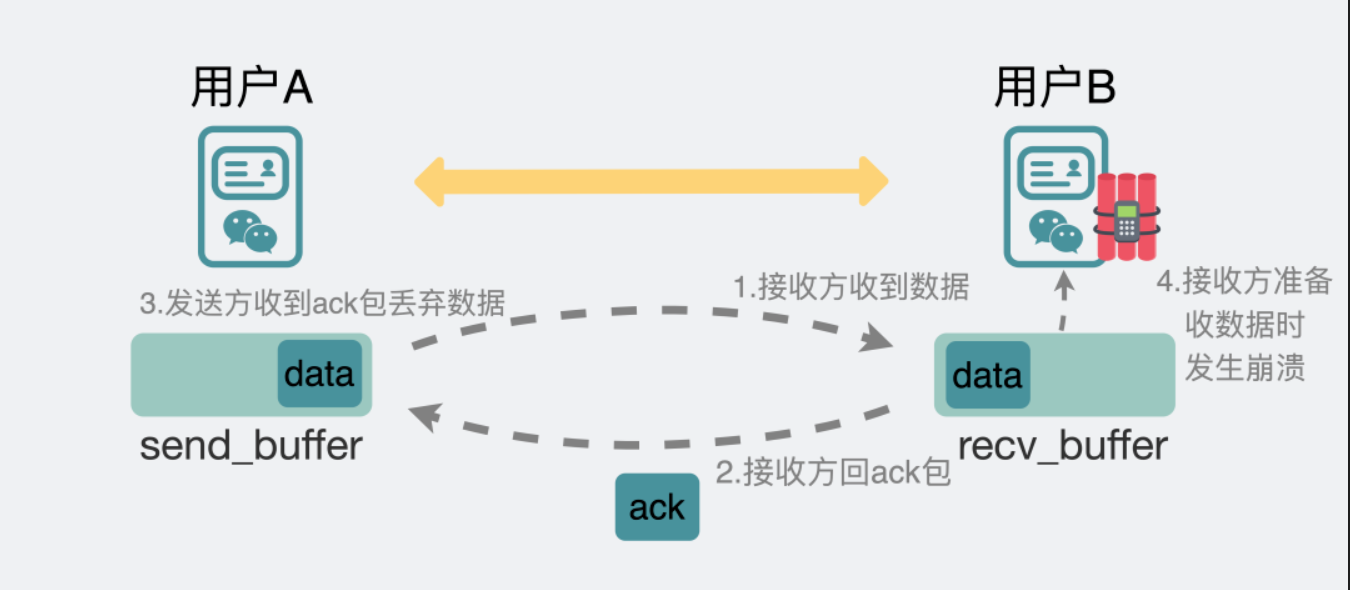 用户A
用户B
1.接收方收到数据
3.发送方收到ack包丢弃数据
4.接收方准备
收数据时
发生崩溃
data
data
send_buffer
recv_buffer
2.接收方回ack包
ack